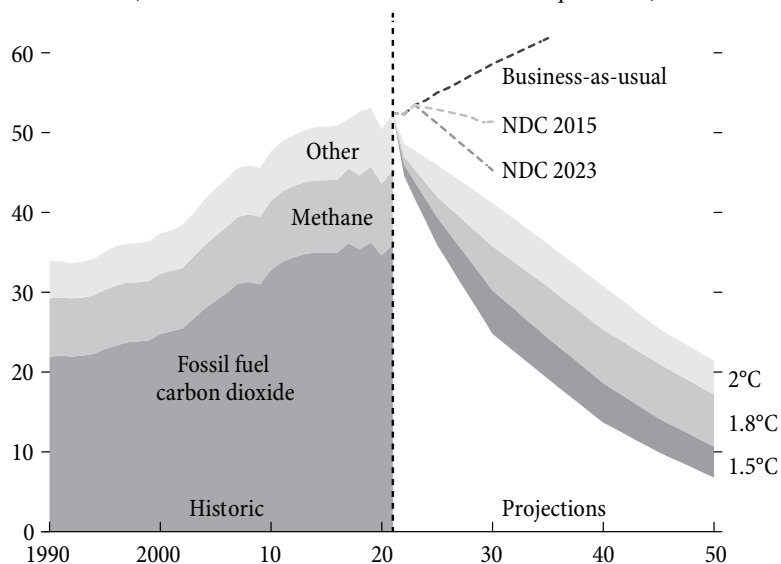 60
Business-as-usual
50
NDC 2015
Other
NDC 2023
40
Methane
30
Fossil fuel
carbon dioxide
20
2°C
1.8°C
10
1.5°C
Historic
Projections
0
1990
2000
10
20
30
40
50